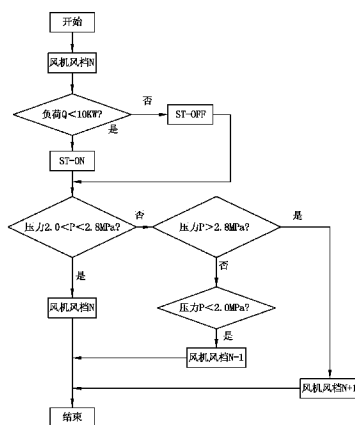 开始
风机风档N
负荷Q＜10KW?
否
是
ST-OFF
ST-ON
压力2.0＜P＜2.8MPa?
否
压力P＞2.8MPa?
是
是
否
风机风档N
压力P＜2.0MPa?
是
风机风档N-1
风机风档N+1
结束